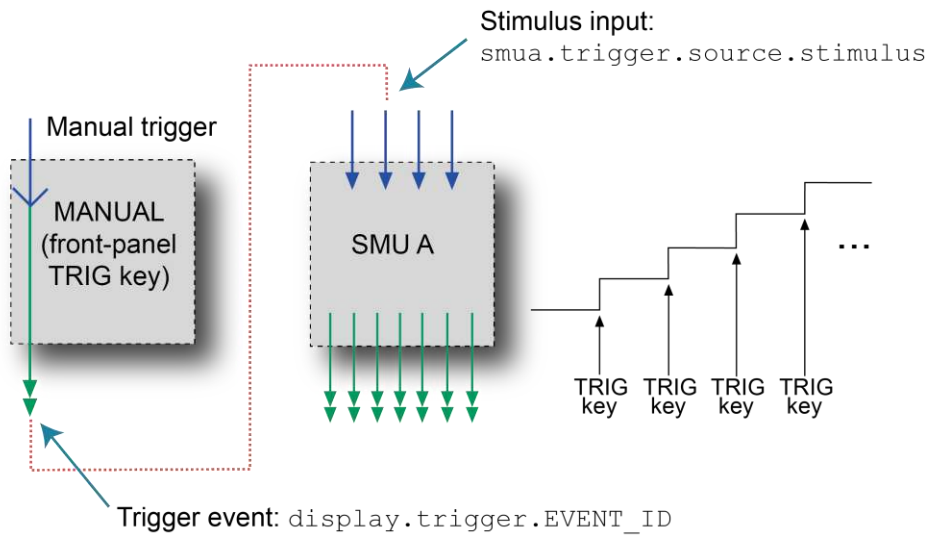 Stimulus input:
smua.trigger.source.stimulus
Manual trigger
MANUAL
(front-panel
TRIG key)
SMU A
...
TRIG
key
TRIG
key
TRIG
key
TRIG
key
Trigger event: display.trigger.EVENT_ID